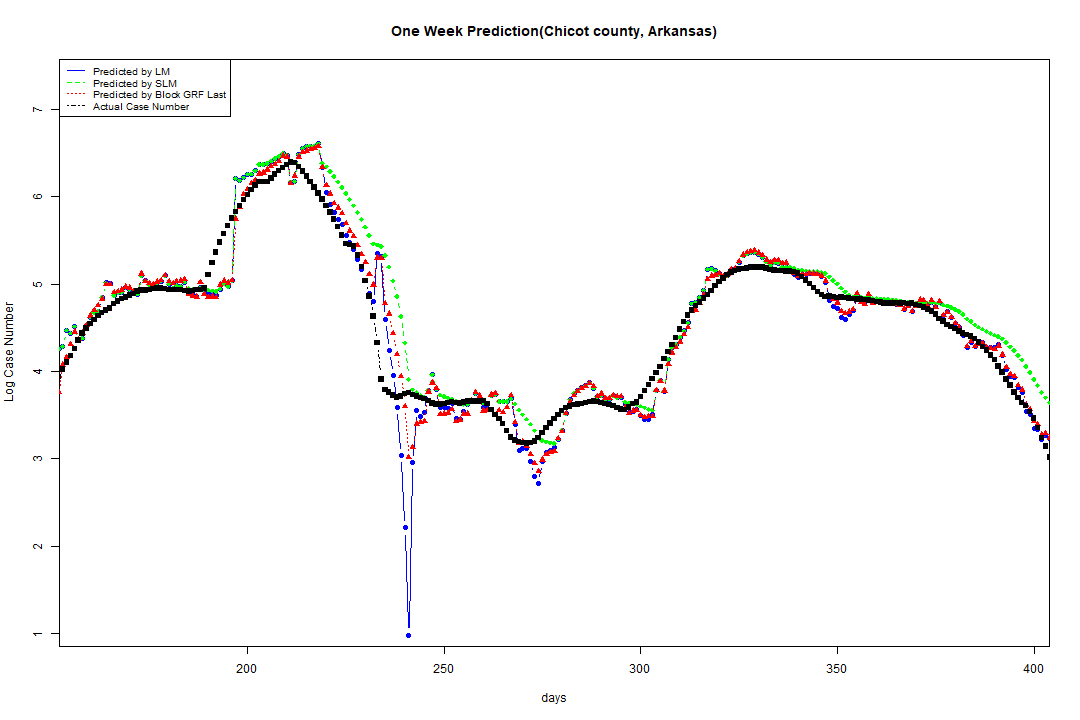 One Week Prediction(Chicot county, Arkansas)
Predicted by LM
Predicted by SLM
Predicted by Block GRF Last
Actual Case Number
7
6
5
4
3
2
1
Log Case Number
200
250
300
350
400
days